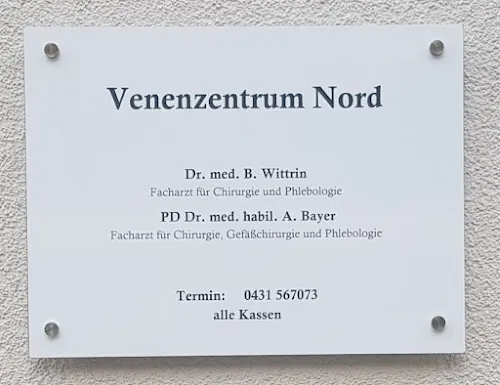 Venenzentrum Nord
Dr. med. B. Wittrin
Facharzt für Chirurgie und Phlebologie
PD Dr. med. habil. A. Bayer
Facharzt für Chirurgie, Gefäßchirurgie und Phlebologie
Termin: 0431 567073
alle Kassen